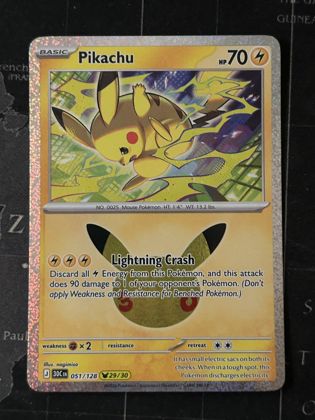 BASIC
Pikachu
HP70
NO. 0025 Mouse Pokémon HT: 1'4" WT: 13.2 lbs.
Lightning Crash
Discard all Energy from this Pokémon, and this attack
does 90 damage to 1 of your opponent's Pokémon. (Don't
apply Weakness and Resistance for Benched Pokémon.)
weakness ×2 resistance retreat
Illus. nagimiso
It has small electric sacs on both its
cheeks. When in a tough spot, this
Pokémon discharges electricity.
J 30C EN 051/128 29/30